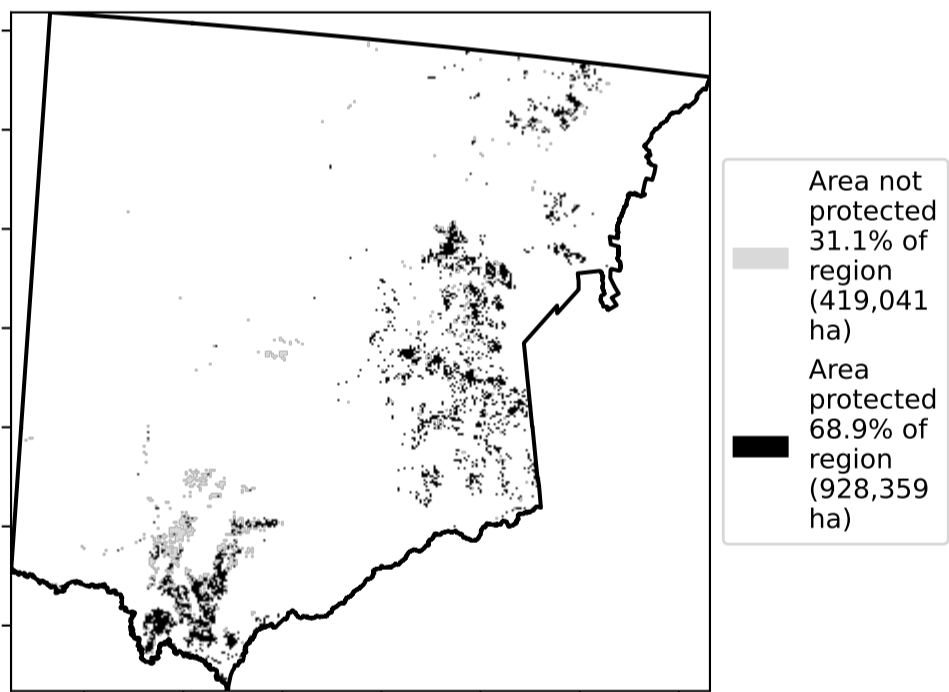 Area not
protected
31.1% of
region
(419,041
ha)
Area
protected
68.9% of
region
(928,359
ha)